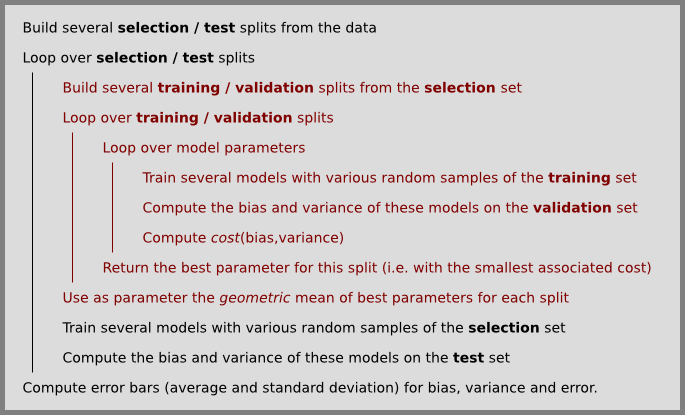 Build several selection / test splits from the data
Loop over selection / test splits
Build several training / validation splits from the selection set
Loop over training / validation splits
Loop over model parameters
Train several models with various random samples of the training set
Compute the bias and variance of these models on the validation set
Compute cost(bias,variance)
Return the best parameter for this split (i.e. with the smallest associated cost)
Use as parameter the geometric mean of best parameters for each split
Train several models with various random samples of the selection set
Compute the bias and variance of these models on the test set
Compute error bars (average and standard deviation) for bias, variance and error.